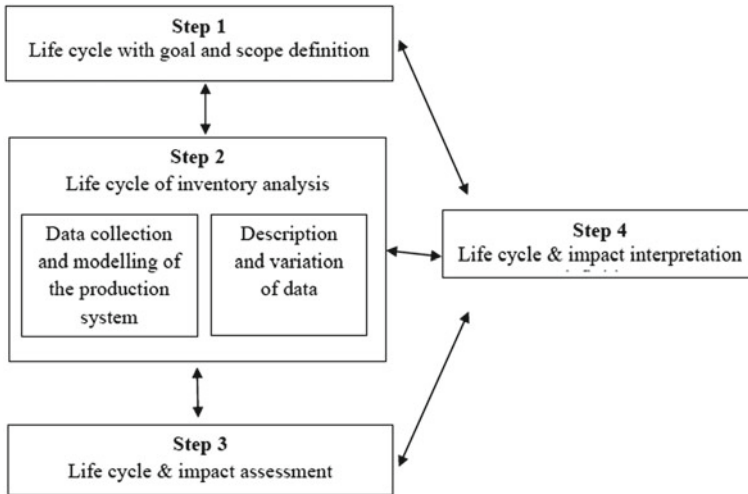 Step 1
Life cycle with goal and scope definition
Step 2
Life cycle of inventory analysis
Data collection
and modelling of
the production
system
Description
and variation
of data
Step 4
Life cycle & impact interpretation
Step 3
Life cycle & impact assessment